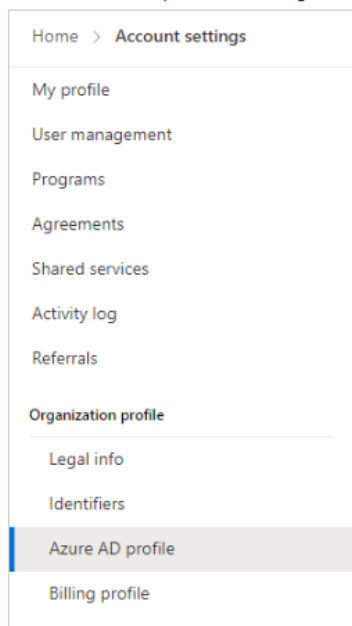 Home > Account settings
My profile
User management
Programs
Agreements
Shared services
Activity log
Referrals
Organization profile
Legal info
Identifiers
Azure AD profile
Billing profile